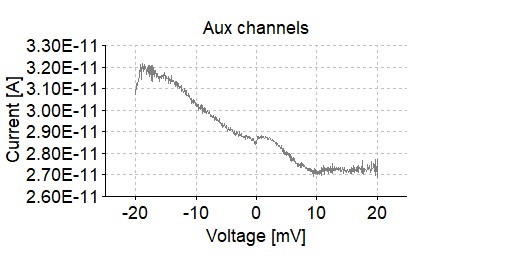 Aux channels
Current [A]
3.30E-11
3.20E-11
3.10E-11
3.00E-11
2.90E-11
2.80E-11
2.70E-11
2.60E-11
-20 -10 0 10 20
Voltage [mV]